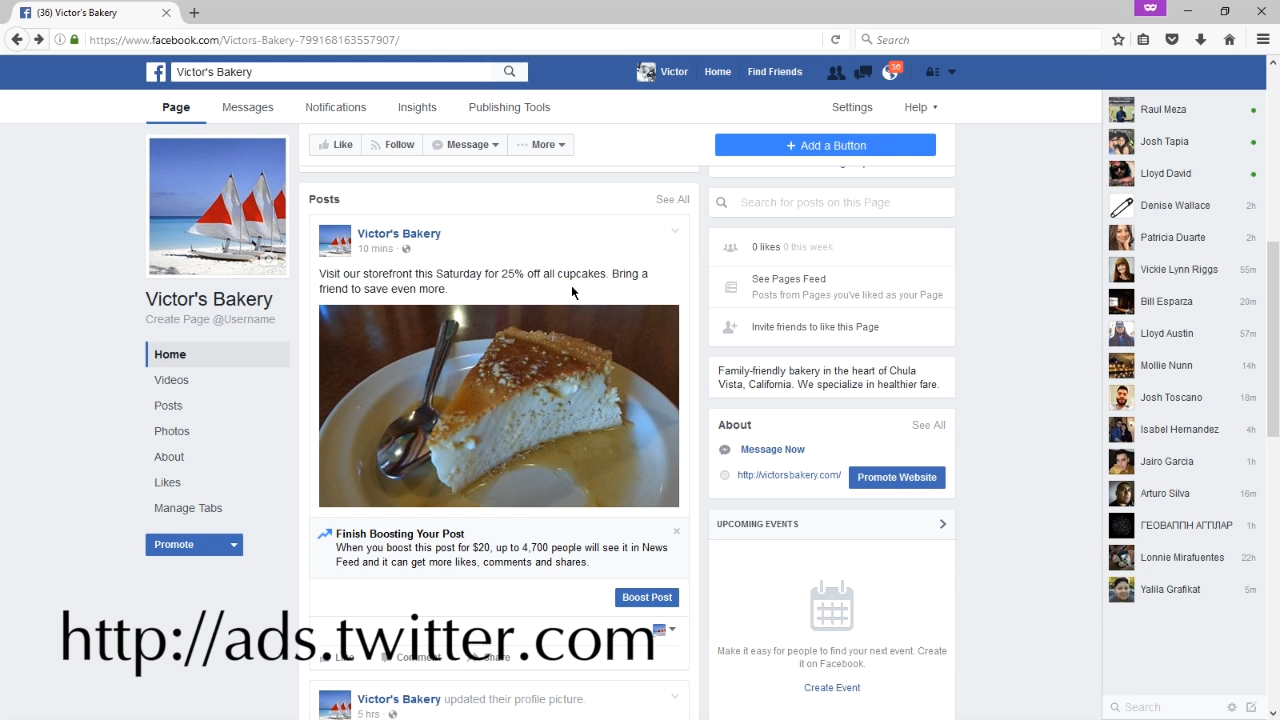 (36) Victor's Bakery
https://www.facebook.com/Victors-Bakery-799168163557907/
Search
Victor's Bakery
Victor
Home
Find Friends
36
Page
Messages
Notifications
Insights
Publishing Tools
Settings
Help
Like
Follow
Message
More
+ Add a Button
Victor's Bakery
Create Page @Username
Home
Videos
Posts
Photos
About
Likes
Manage Tabs
Promote
Posts
See All
Victor's Bakery
10 mins ·
Visit our storefront this Saturday for 25% off all cupcakes. Bring a
friend to save even more.
Finish Boosting Your Post
When you boost this post for $20, up to 4,700 people will see it in News
Feed and it can get more likes, comments and shares.
Boost Post
http://ads.twitter.com
Like
Comment
Share
Victor's Bakery updated their profile picture.
5 hrs ·
Search for posts on this Page
0 likes 0 this week
See Pages Feed
Posts from Pages you've liked as your Page
Invite friends to like this Page
Family-friendly bakery in the heart of Chula
Vista, California. We specialize in healthier fare.
About
See All
Message Now
http://victorsbakery.com/
Promote Website
UPCOMING EVENTS
Make it easy for people to find your next event. Create
it on Facebook.
Create Event
Raul Meza
Josh Tapia
Lloyd David
Denise Wallace 2h
Patricia Duarte 2h
Vickie Lynn Riggs 55m
Bill Esparza 20m
Lloyd Austin 57m
Mollie Nunn 14h
Josh Toscano 18m
Isabel Hernandez 4h
Jairo Garcia 1h
Arturo Silva 16m
1h
Lonnie Mirafuentes 22h
Yalila Grafikat 5m
Search